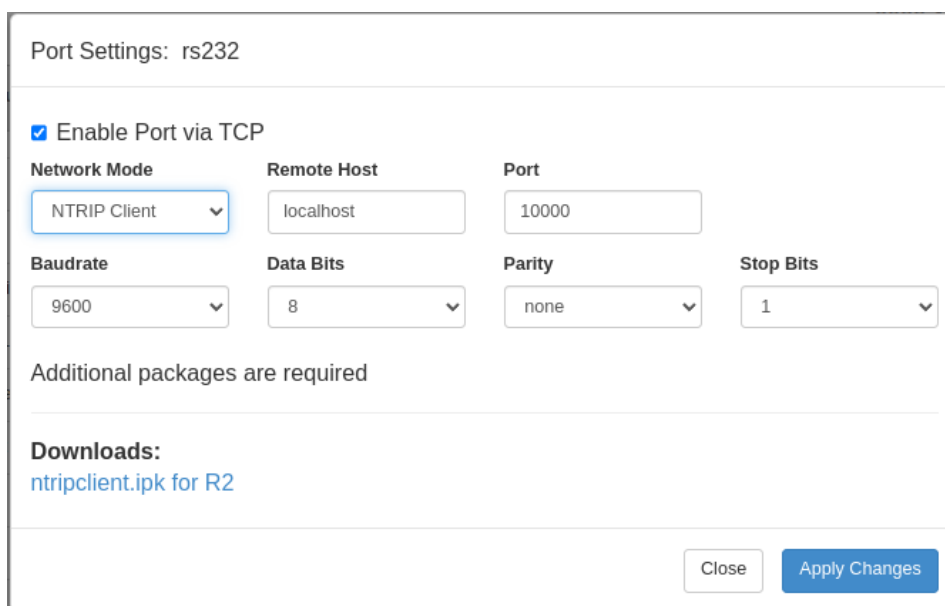 Port Settings: rs232
Enable Port via TCP
Network Mode Remote Host Port
NTRIP Client localhost 10000
Baudrate Data Bits Parity Stop Bits
9600 8 none 1
Additional packages are required
Downloads:
ntripclient.ipk for R2
Close Apply Changes